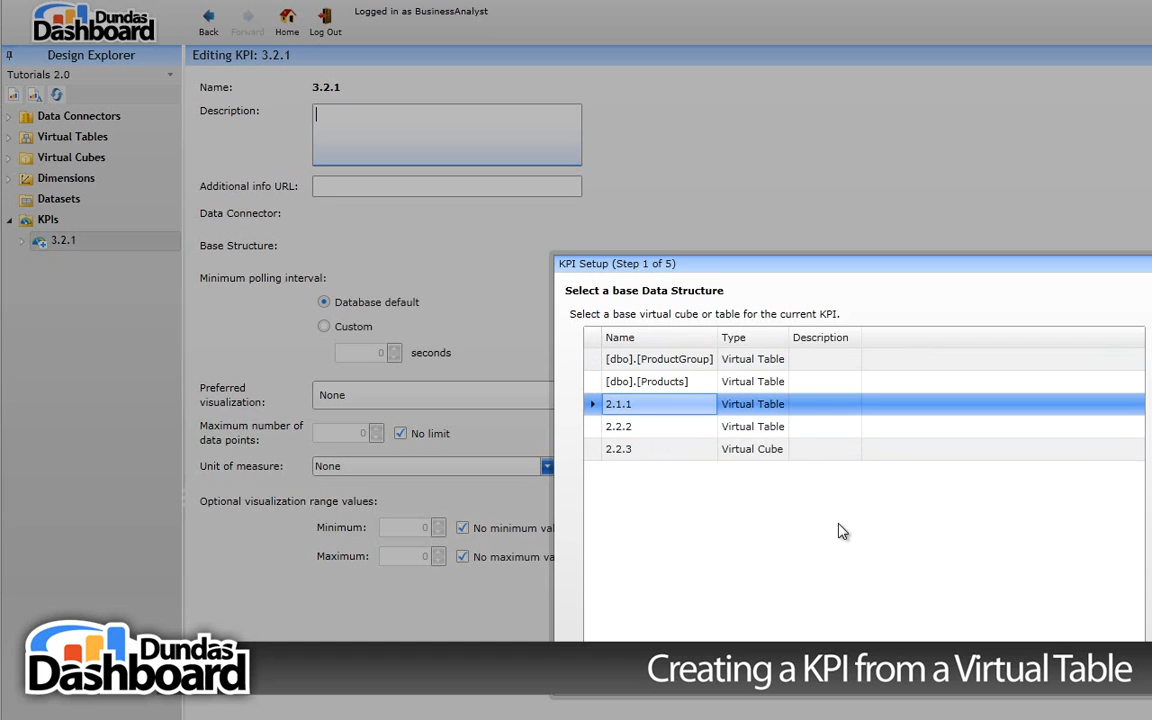 Dundas
Dashboard
Back
Forward
Home
Log Out
Logged in as BusinessAnalyst
Design Explorer
Tutorials 2.0
Data Connectors
Virtual Tables
Virtual Cubes
Dimensions
Datasets
KPIs
3.2.1
Editing KPI: 3.2.1
Name: 3.2.1
Description:
Additional info URL:
Data Connector:
Base Structure:
Minimum polling interval:
Database default
Custom
0 seconds
Preferred
visualization: None
Maximum number of
data points: 0 No limit
Unit of measure: None
Optional visualization range values:
Minimum: 0 No minimum val
Maximum: 0 No maximum va
KPI Setup (Step 1 of 5)
Select a base Data Structure
Select a base virtual cube or table for the current KPI.
Name Type Description
[dbo].[ProductGroup] Virtual Table
[dbo].[Products] Virtual Table
2.1.1 Virtual Table
2.2.2 Virtual Table
2.2.3 Virtual Cube
Dundas
Dashboard
Creating a KPI from a Virtual Table